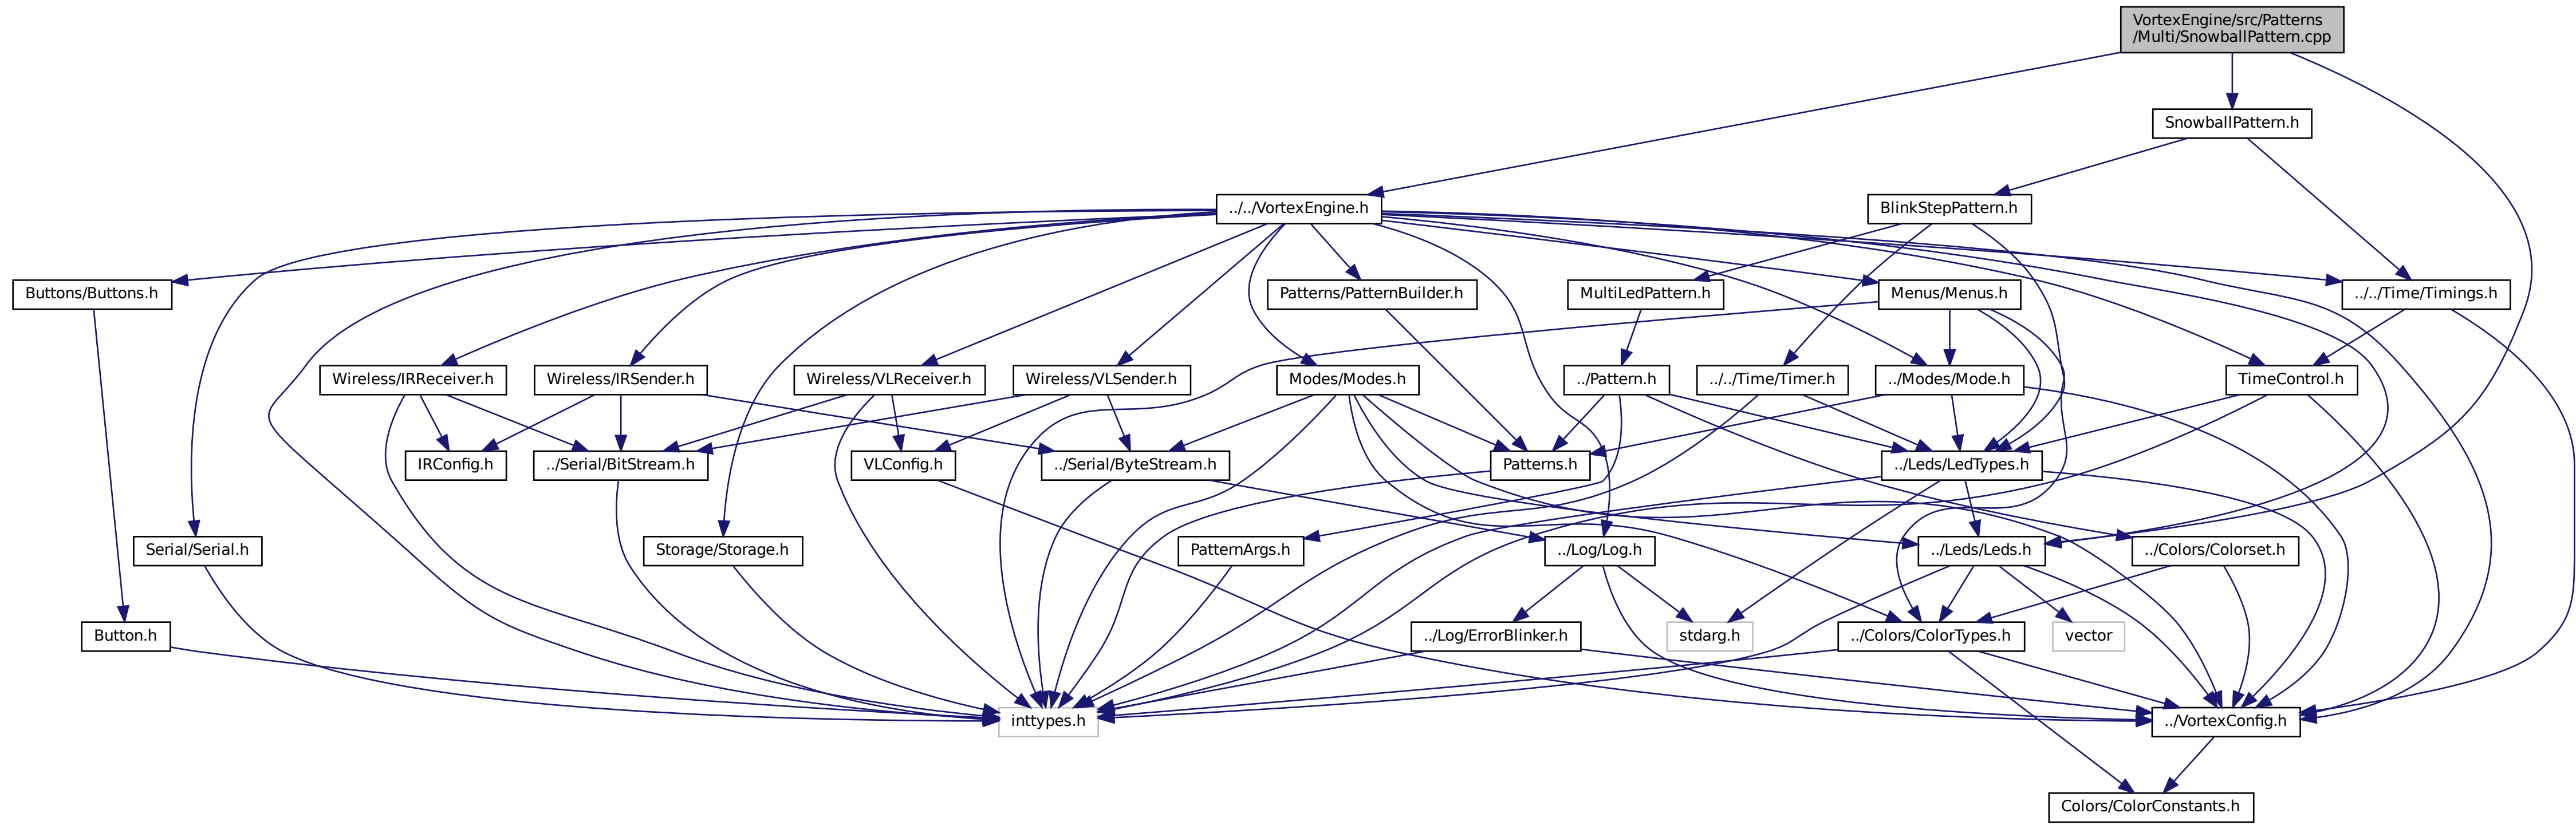 VortexEngine/src/Patterns
/Multi/SnowballPattern.cpp
SnowballPattern.h
../../VortexEngine.h
BlinkStepPattern.h
Buttons/Buttons.h
Patterns/PatternBuilder.h
MultiLedPattern.h
Menus/Menus.h
../../Time/Timings.h
Wireless/IRReceiver.h
Wireless/IRSender.h
Wireless/VLReceiver.h
Wireless/VLSender.h
Modes/Modes.h
../Pattern.h
../../Time/Timer.h
../Modes/Mode.h
TimeControl.h
IRConfig.h
../Serial/BitStream.h
VLConfig.h
../Serial/ByteStream.h
Patterns.h
../Leds/LedTypes.h
Serial/Serial.h
Storage/Storage.h
PatternArgs.h
../Log/Log.h
../Leds/Leds.h
../Colors/Colorset.h
Button.h
../Log/ErrorBlinker.h
stdarg.h
../Colors/ColorTypes.h
vector
inttypes.h
../VortexConfig.h
Colors/ColorConstants.h